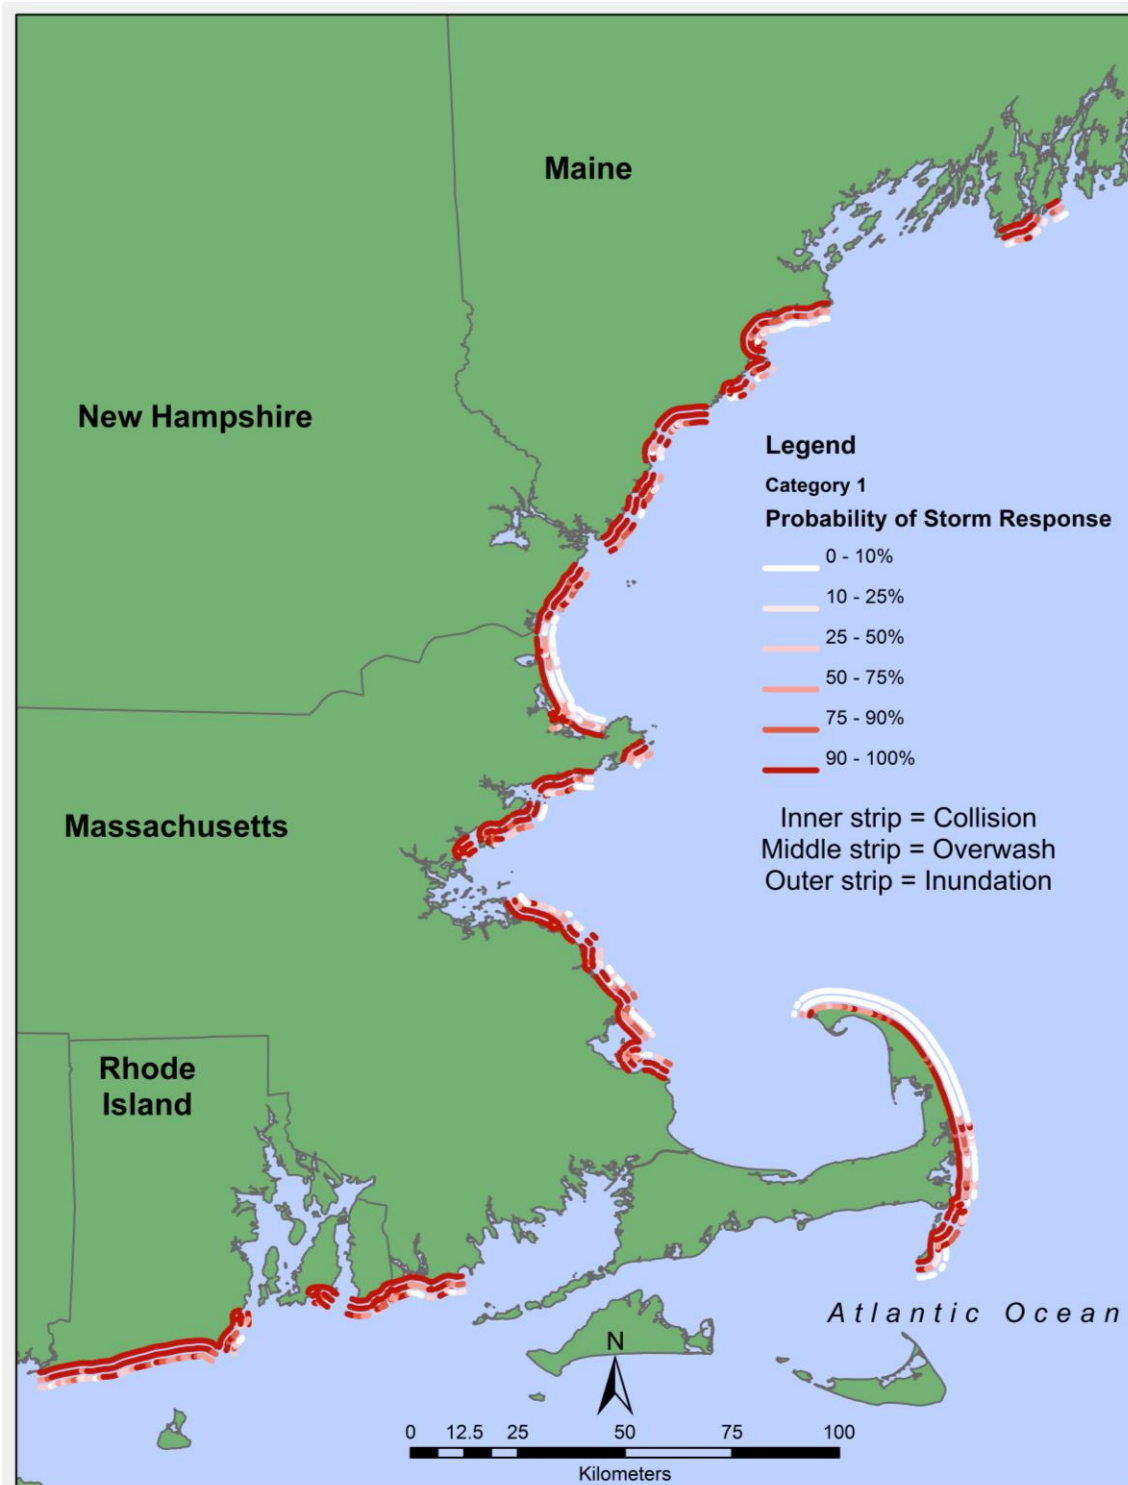 Maine
New Hampshire
Legend
Category 1
Probability of Storm Response
0 - 10%
10 - 25%
25 - 50%
50 - 75%
75 - 90%
90 - 100%
Inner strip = Collision
Middle strip = Overwash
Outer strip = Inundation
Massachusetts
Rhode
Island
Atlantic Ocean
N
0 12.5 25 50 75 100
Kilometers